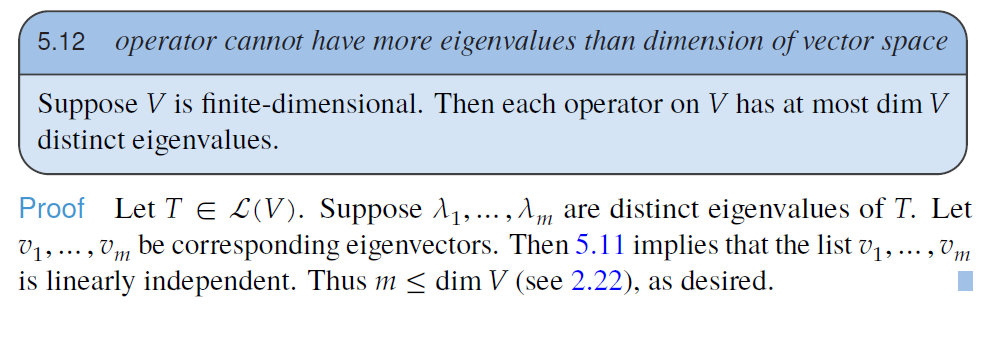 5.12 operator cannot have more eigenvalues than dimension of vector space
Suppose V is finite-dimensional. Then each operator on V has at most dim V
distinct eigenvalues.
Proof Let T ∈ ℒ(V). Suppose λ₁, …, λₘ are distinct eigenvalues of T. Let
v₁, …, vₘ be corresponding eigenvectors. Then 5.11 implies that the list v₁, …, vₘ
is linearly independent. Thus m ≤ dim V (see 2.22), as desired.